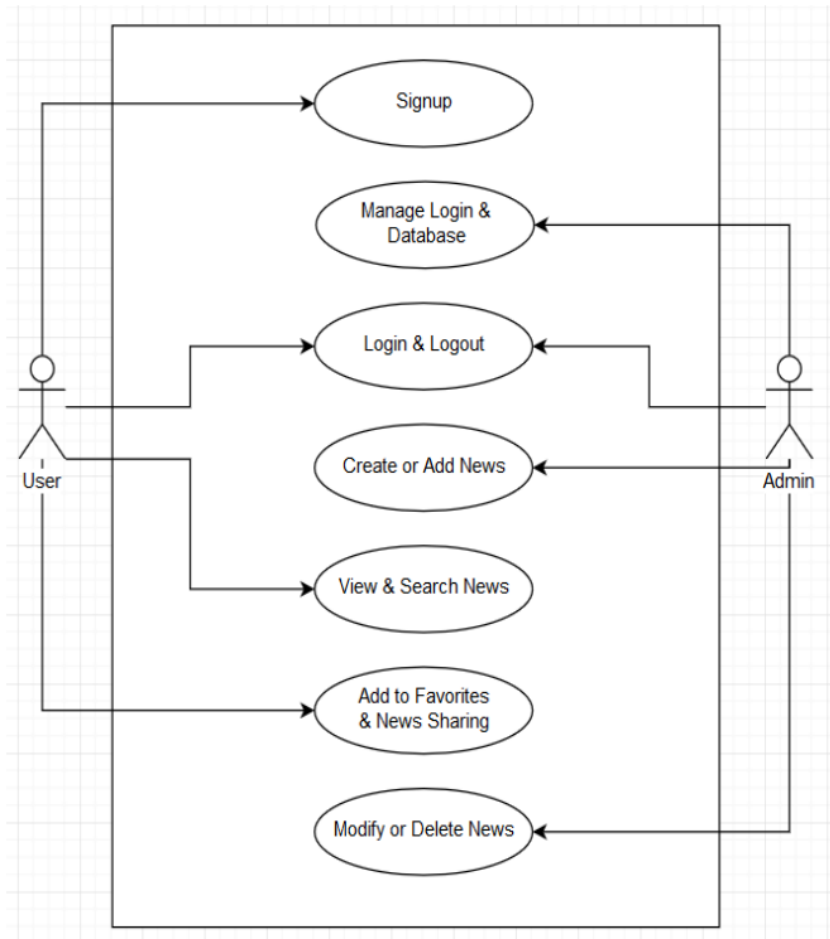 Signup
Manage Login &
Database
Login & Logout
Create or Add News
User
Admin
View & Search News
Add to Favorites
& News Sharing
Modify or Delete News